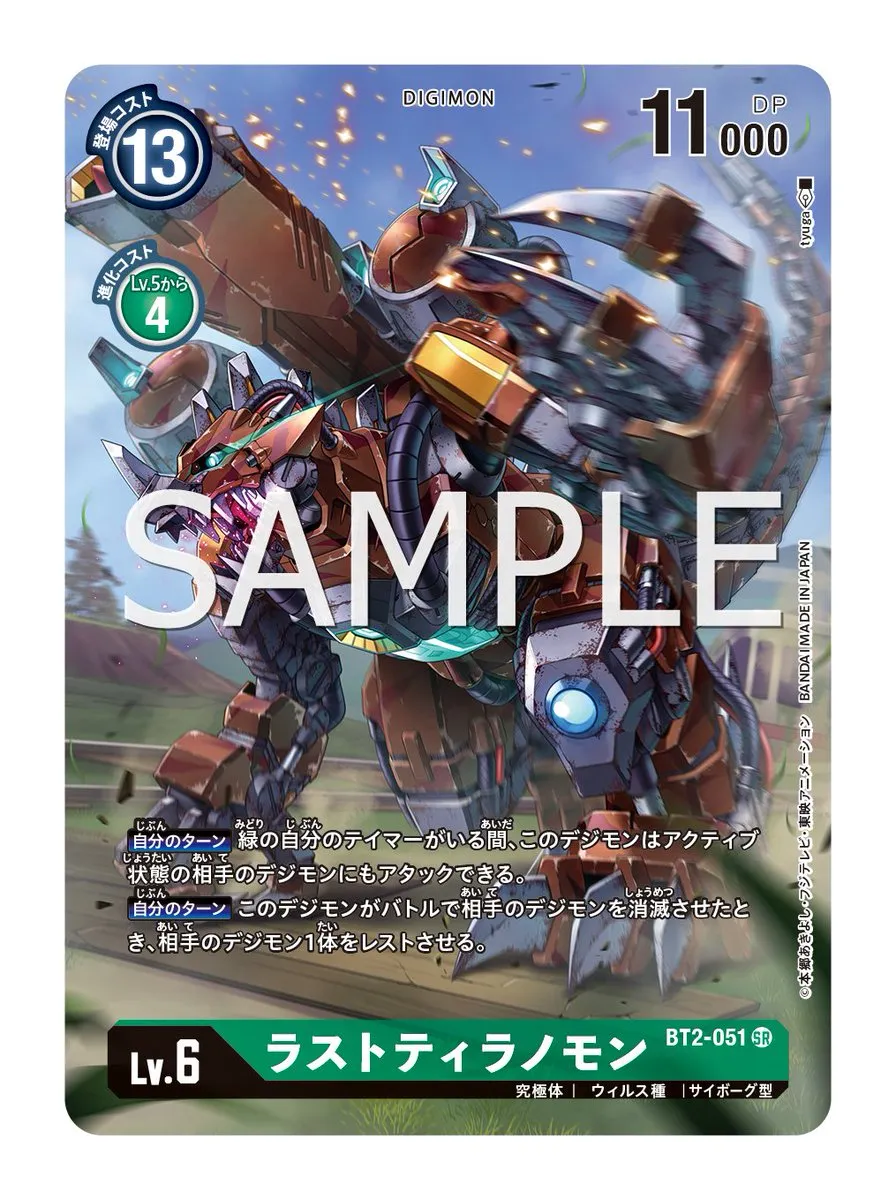 DIGIMON
登場コスト
13
11000
DP
進化コスト
Lv.5から
4
tyuga
SAMPLE
自分のターン 緑の自分のテイマーがいる間、このデジモンはアクティブ
状態の相手のデジモンにもアタックできる。
自分のターン このデジモンがバトルで相手のデジモンを消滅させたと
き、相手のデジモン1体をレストさせる。
©本郷あきよし・フジテレビ・東映アニメーション BANDAI MADE IN JAPAN
Lv.6
ラストティラノモン
BT2-051 SR
究極体 | ウィルス種 | サイボーグ型